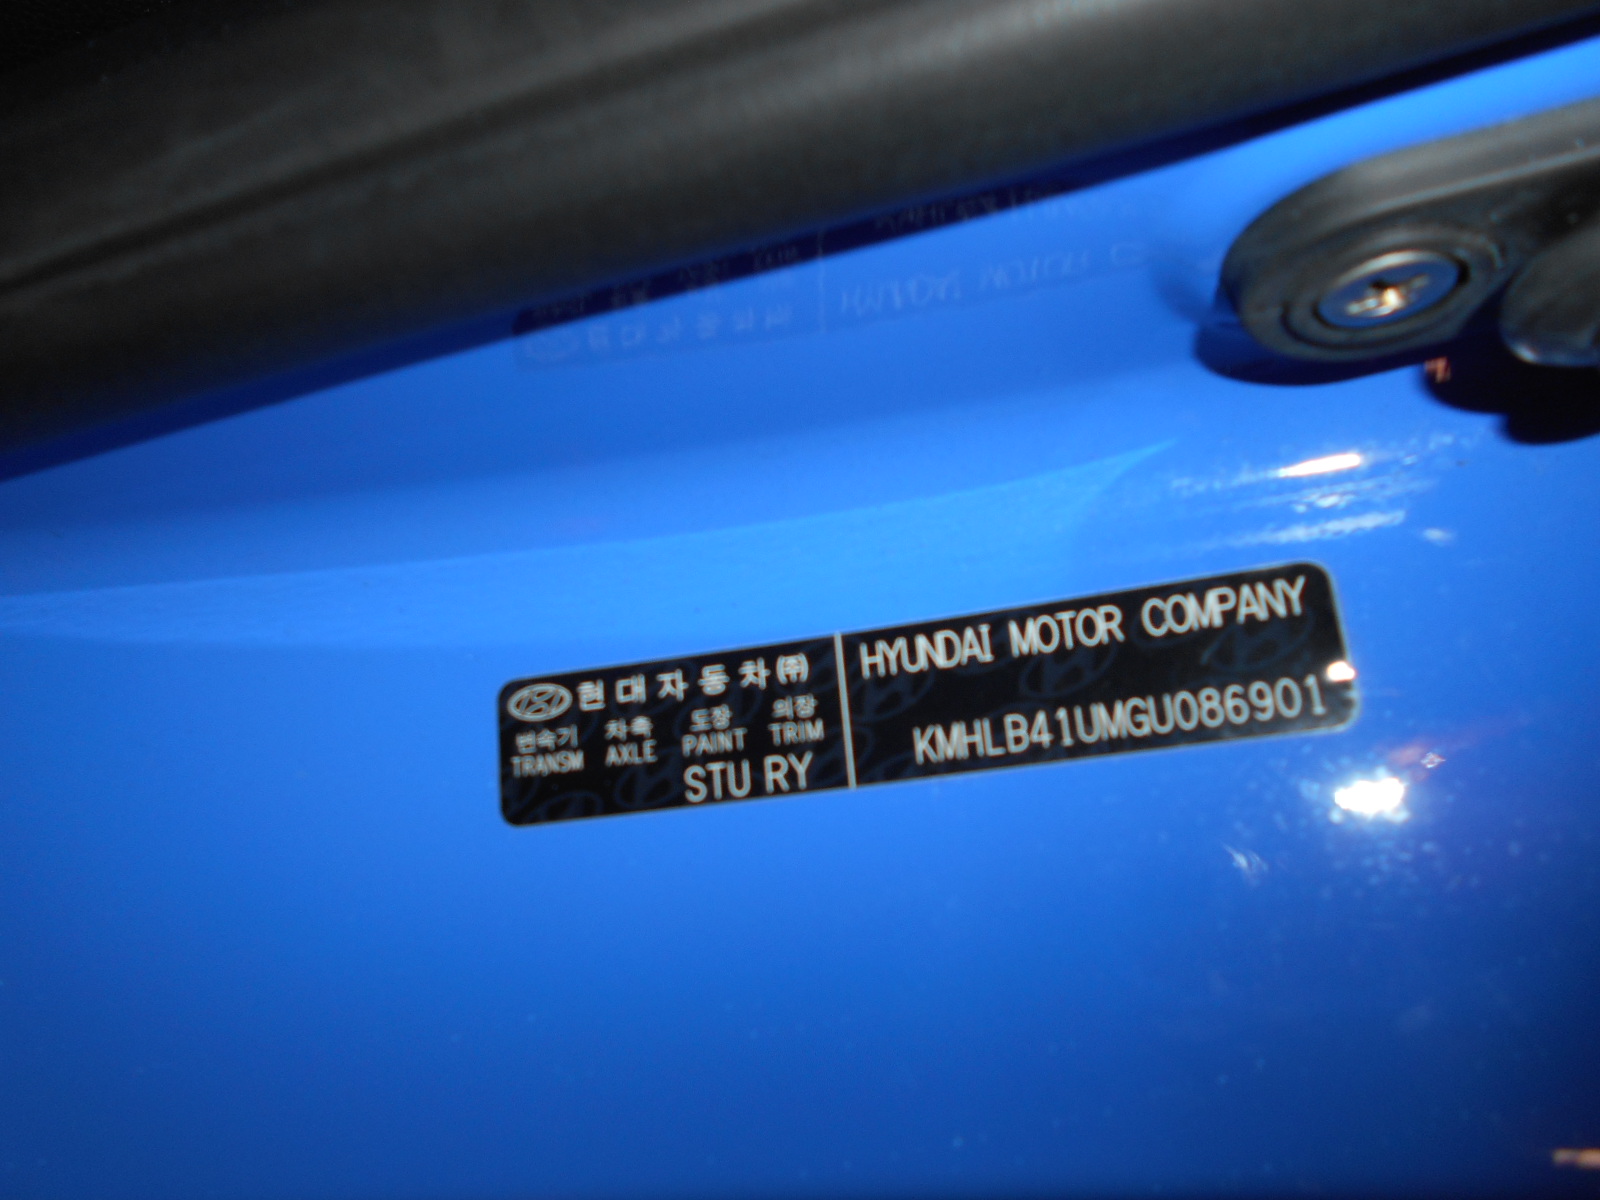 현대자동차㈜
변속기 차축 도장 의장
TRANSM AXLE PAINT TRIM
STU RY
HYUNDAI MOTOR COMPANY
KMHLB41UMGU086901